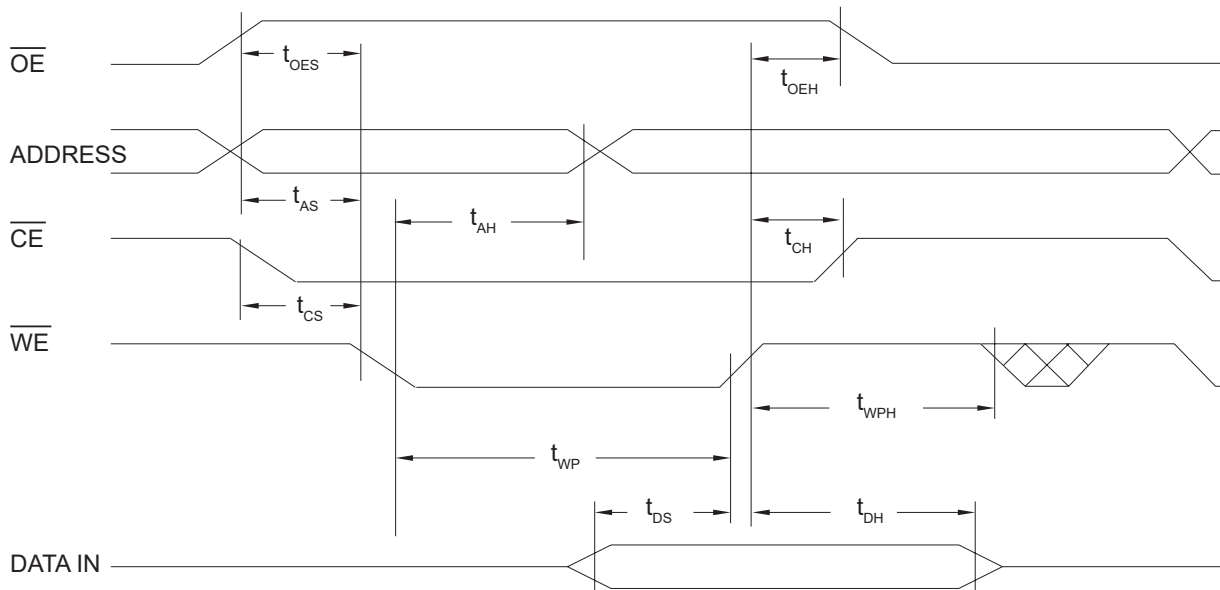 OE
tOES
tOEH
ADDRESS
tAS
tAH
CE
tCH
tCS
WE
tWPH
tWP
tDS
tDH
DATA IN